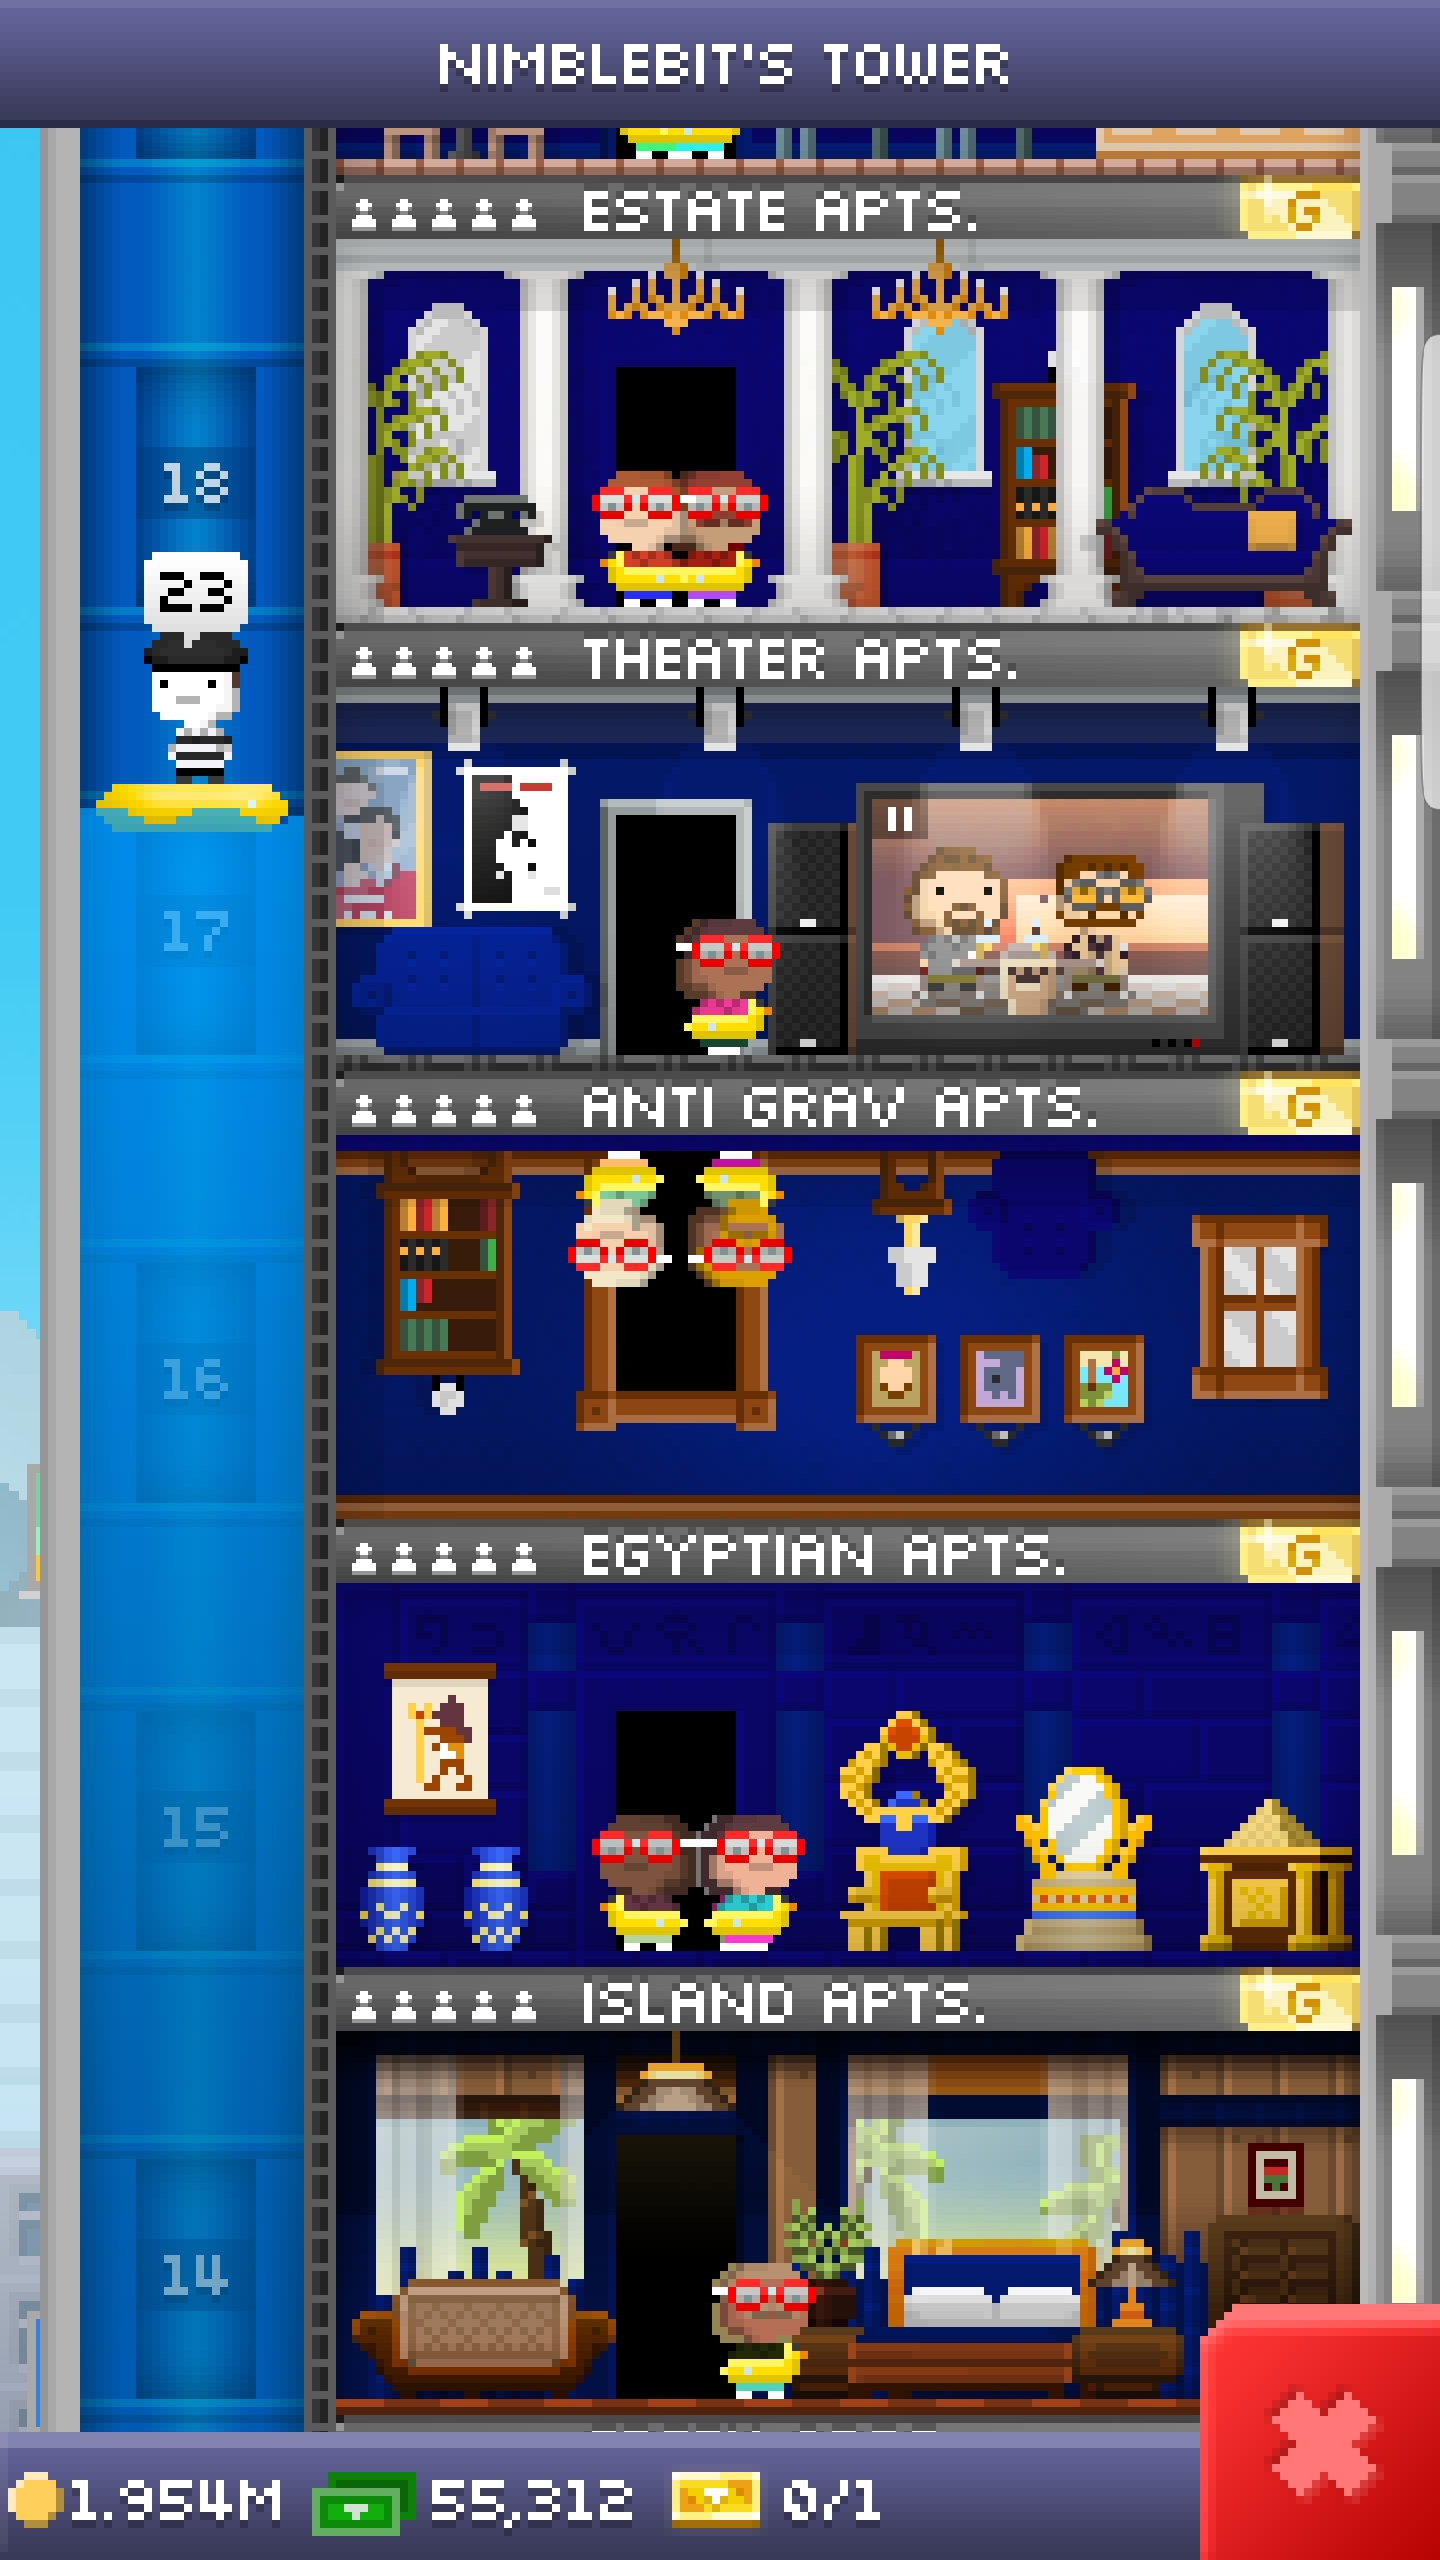 NIMBLEBIT'S TOWER
ESTATE APTS. G
18
23
THEATER APTS. G
17
ANTI GRAV APTS. G
16
EGYPTIAN APTS. G
15
ISLAND APTS. G
14
1.954M 55,312 0/1